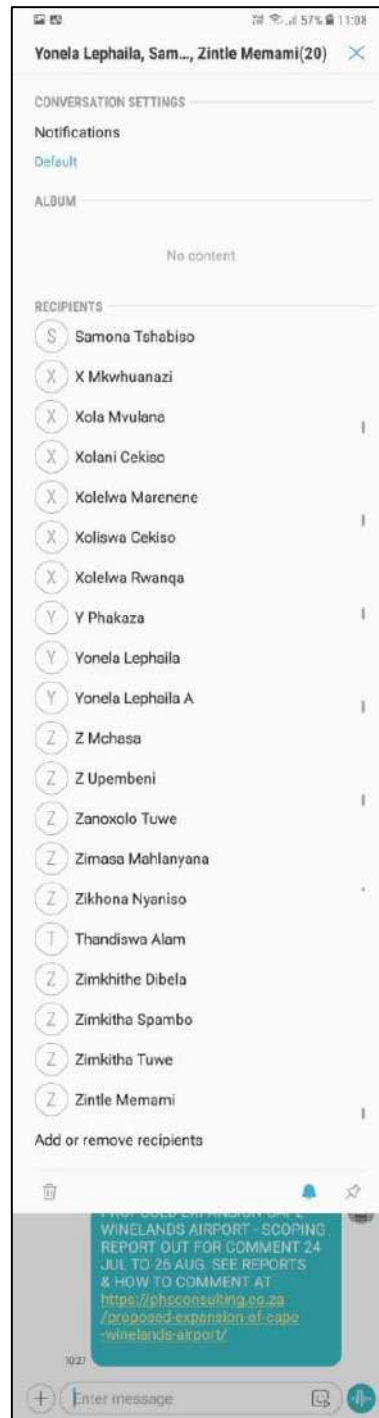 57% 11:08
Yonela Lephaila, Sam..., Zintle Memami(20)
CONVERSATION SETTINGS
Notifications
Default
ALBUM
No content
RECIPIENTS
S Samona Tshabiso
X X Mkwhuanazi
X Xola Mvulana
X Xolani Cekiso
X Xolelwa Marenene
X Xoliswa Cekiso
X Xolelwa Rwanqa
Y Y Phakaza
Y Yonela Lephaila
Y Yonela Lephaila A
Z Z Mchasa
Z Z Upembeni
Z Zanoxolo Tuwe
Z Zimasa Mahlanyana
Z Zikhona Nyaniso
T Thandiswa Alam
Z Zimkhithe Dibela
Z Zimkitha Spambo
Z Zimkitha Tuwe
Z Zintle Memami
Add or remove recipients
PROPOSED EXPANSION CAPE
WINELANDS AIRPORT - SCOPING
REPORT OUT FOR COMMENT 24
JUL TO 26 AUG. SEE REPORTS
& HOW TO COMMENT AT
https://phsconsulting.co.za
/proposed-expansion-of-cape
-winelands-airport/
10:27
Enter message